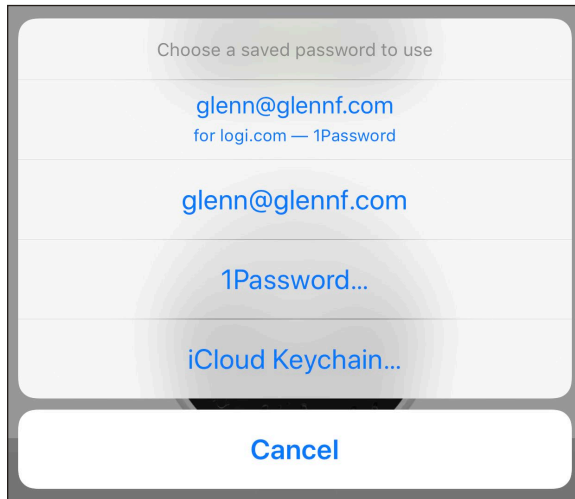 Choose a saved password to use
glenn@glennf.com
for logi.com — 1Password
glenn@glennf.com
1Password...
iCloud Keychain...
Cancel